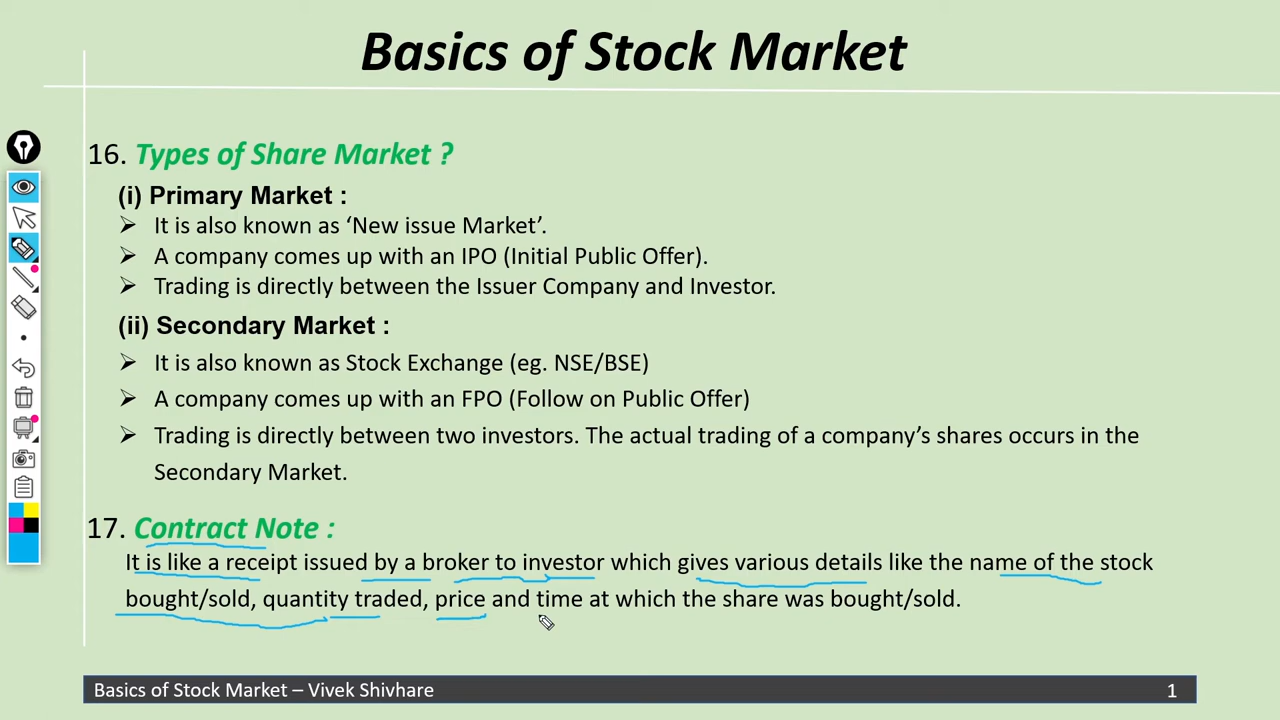 Basics of Stock Market
16. Types of Share Market ?
(i) Primary Market :
➢ It is also known as ‘New issue Market’.
➢ A company comes up with an IPO (Initial Public Offer).
➢ Trading is directly between the Issuer Company and Investor.
(ii) Secondary Market :
➢ It is also known as Stock Exchange (eg. NSE/BSE)
➢ A company comes up with an FPO (Follow on Public Offer)
➢ Trading is directly between two investors. The actual trading of a company’s shares occurs in the
Secondary Market.
17. Contract Note :
It is like a receipt issued by a broker to investor which gives various details like the name of the stock
bought/sold, quantity traded, price and time at which the share was bought/sold.
Basics of Stock Market – Vivek Shivhare 1